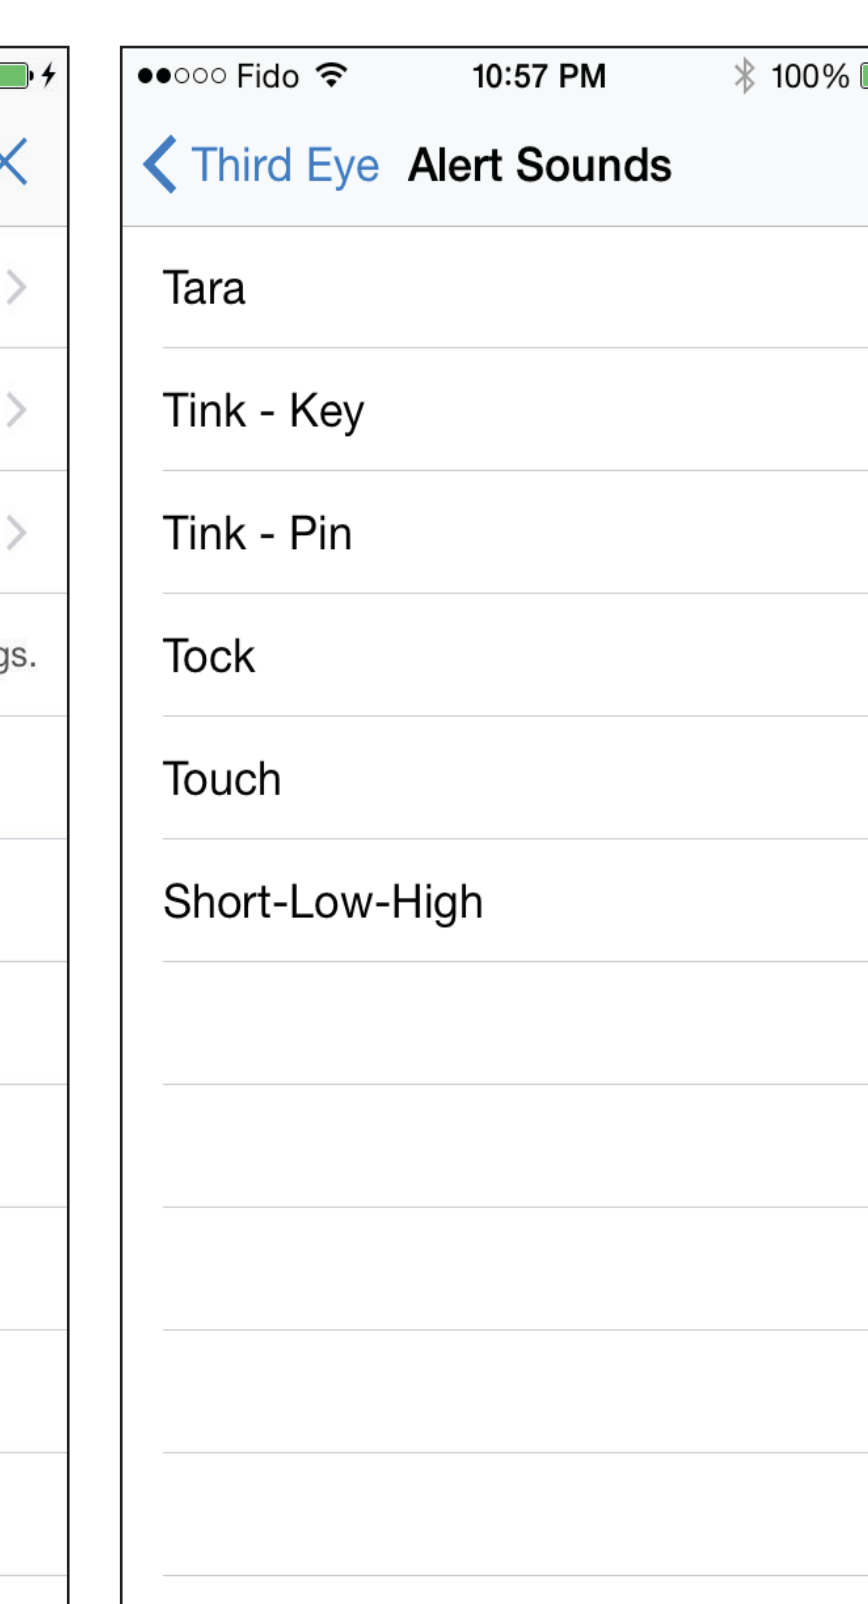 Fido 10:57 PM 100%
Third Eye Alert Sounds
Tara
Tink - Key
Tink - Pin
gs.
Tock
Touch
Short-Low-High